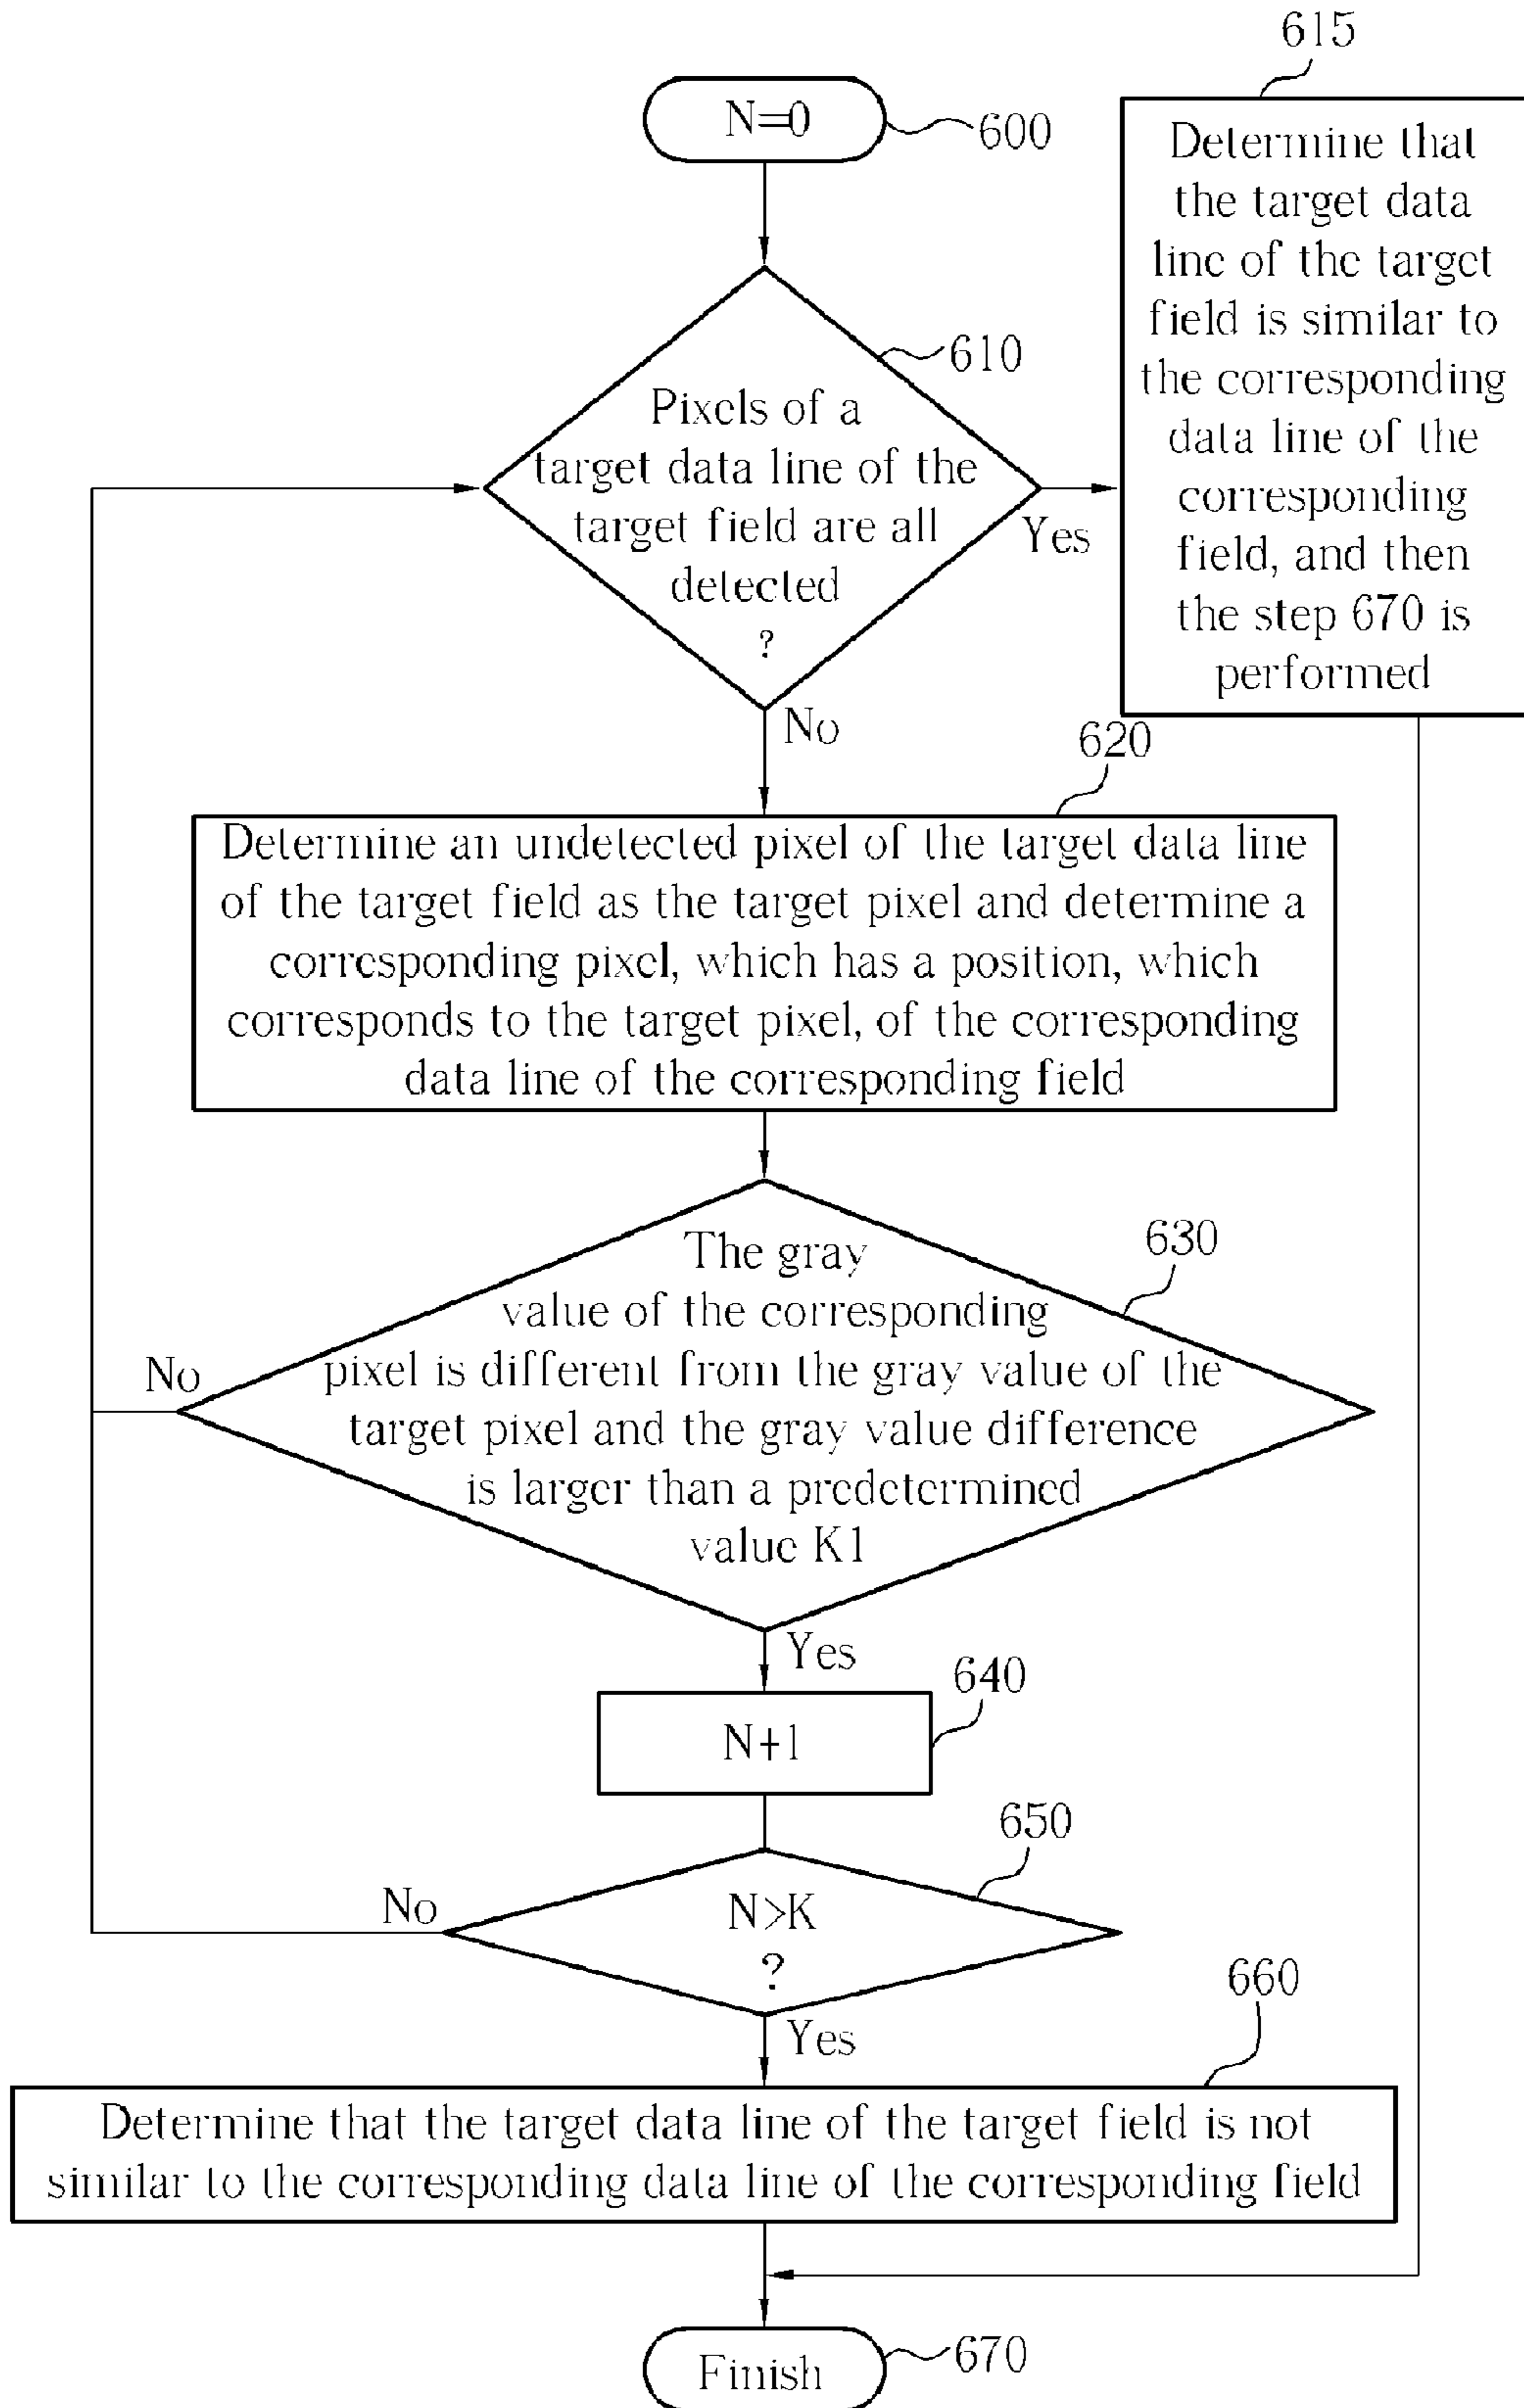 615
N=0
600
Determine that
the target data
line of the target
field is similar to
the corresponding
data line of the
corresponding
field, and then
the step 670 is
performed
610
Pixels of a
target data line of the
target field are all
detected
?
Yes
No
620
Determine an undetected pixel of the target data line
of the target field as the target pixel and determine a
corresponding pixel, which has a position, which
corresponds to the target pixel, of the corresponding
data line of the corresponding field
630
The gray
value of the corresponding
pixel is different from the gray value of the
target pixel and the gray value difference
is larger than a predetermined
value K1
No
Yes
640
N+1
650
N>K
?
No
Yes
660
Determine that the target data line of the target field is not
similar to the corresponding data line of the corresponding field
Finish
670